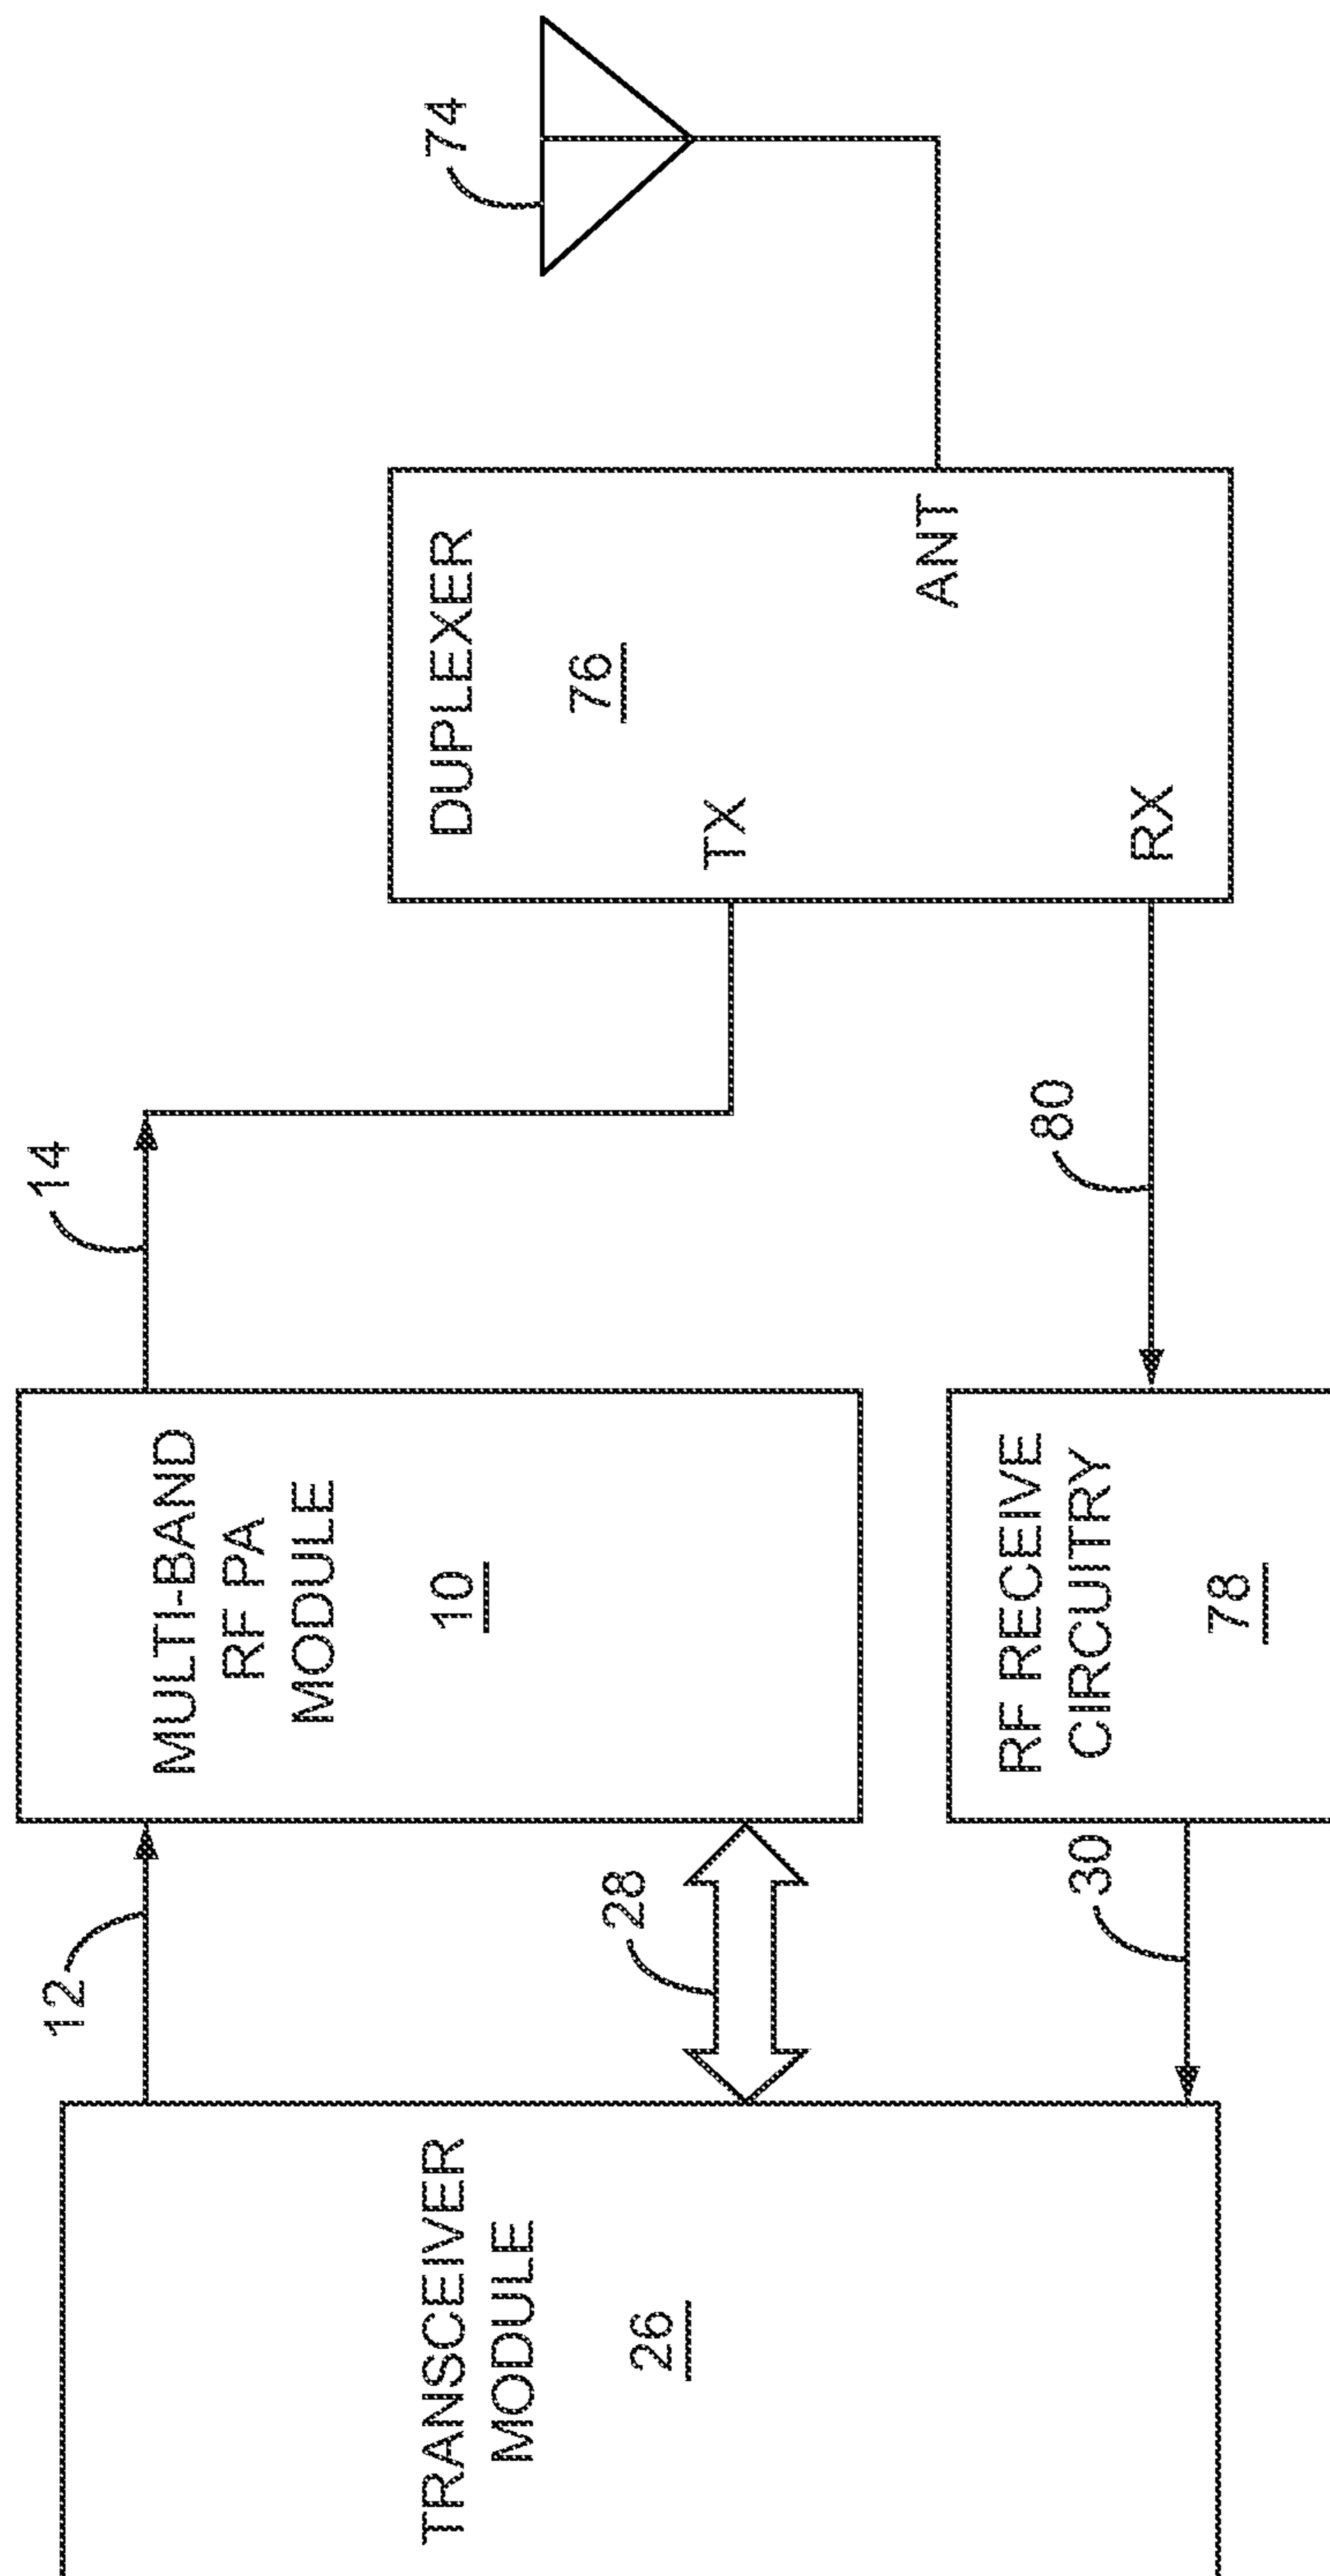 TRANSCEIVER
MODULE
26
12
28
30
MULTI-BAND
RF PA
MODULE
10
RF RECEIVE
CIRCUITRY
78
14
80
DUPLEXER
76
TX
RX
ANT
74